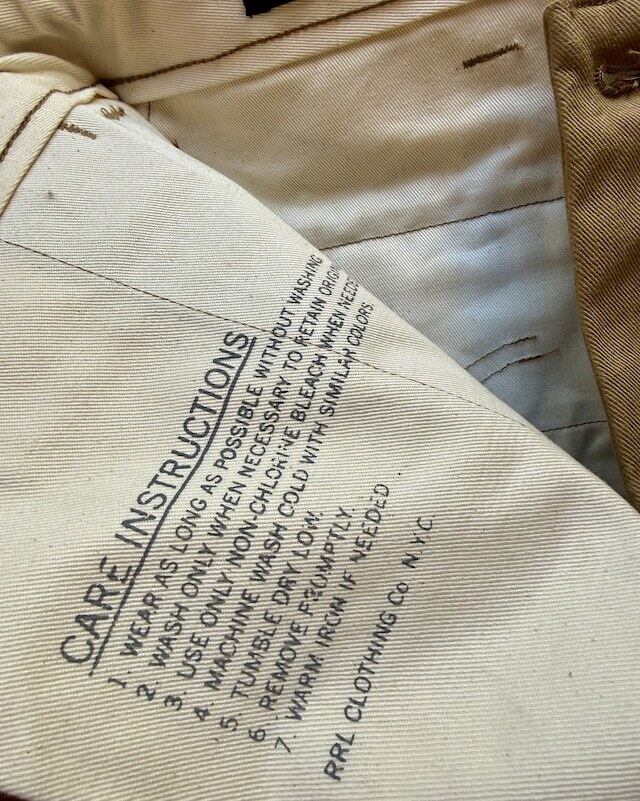 CARE INSTRUCTIONS
1. WEAR AS LONG AS POSSIBLE WITHOUT WASHING
2. WASH ONLY WHEN NECESSARY TO RETAIN
3. USE ONLY NON-CHLORINE BLEACH WHEN
4. MACHINE WASH COLD WITH SIMILAR COLORS
5. TUMBLE DRY LOW.
6. REMOVE PROMPTLY.
7. WARM IRON IF NEEDED
RRL CLOTHING Co N.Y.C.